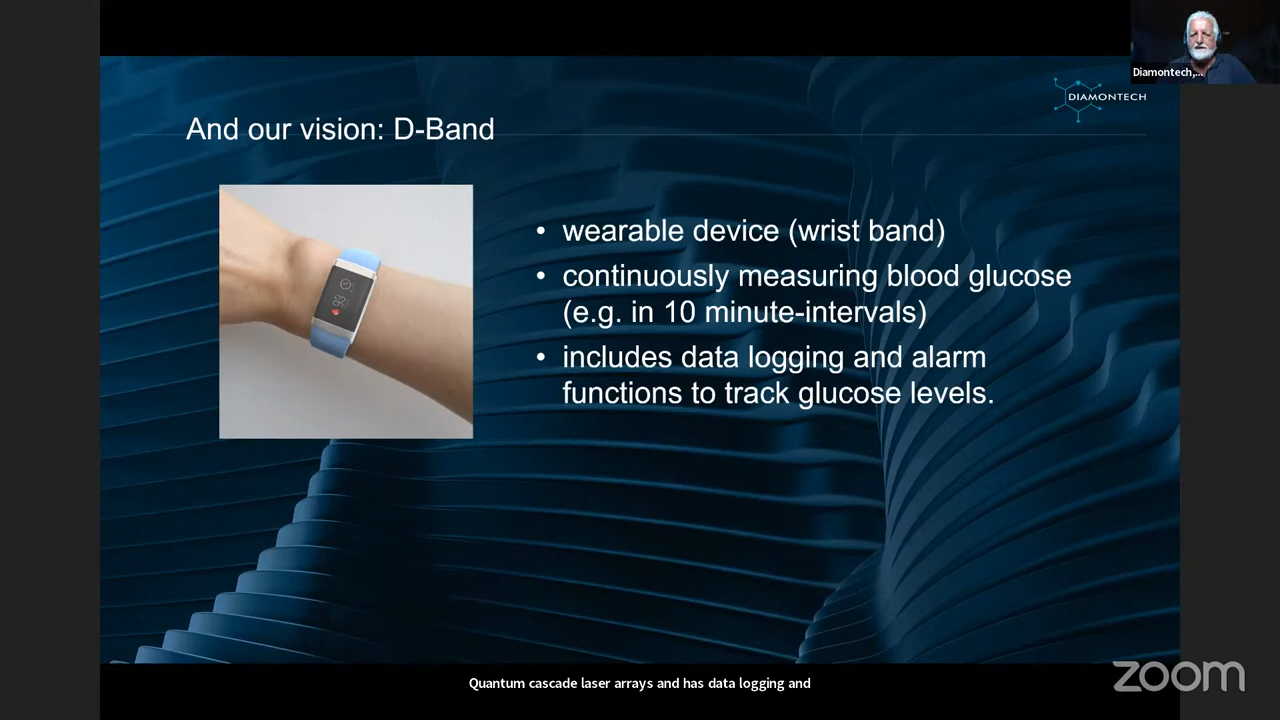 Diamontech,...
DIAMONTECH
And our vision: D-Band
• wearable device (wrist band)
• continuously measuring blood glucose
(e.g. in 10 minute-intervals)
• includes data logging and alarm
functions to track glucose levels.
Quantum cascade laser arrays and has data logging and
zoom